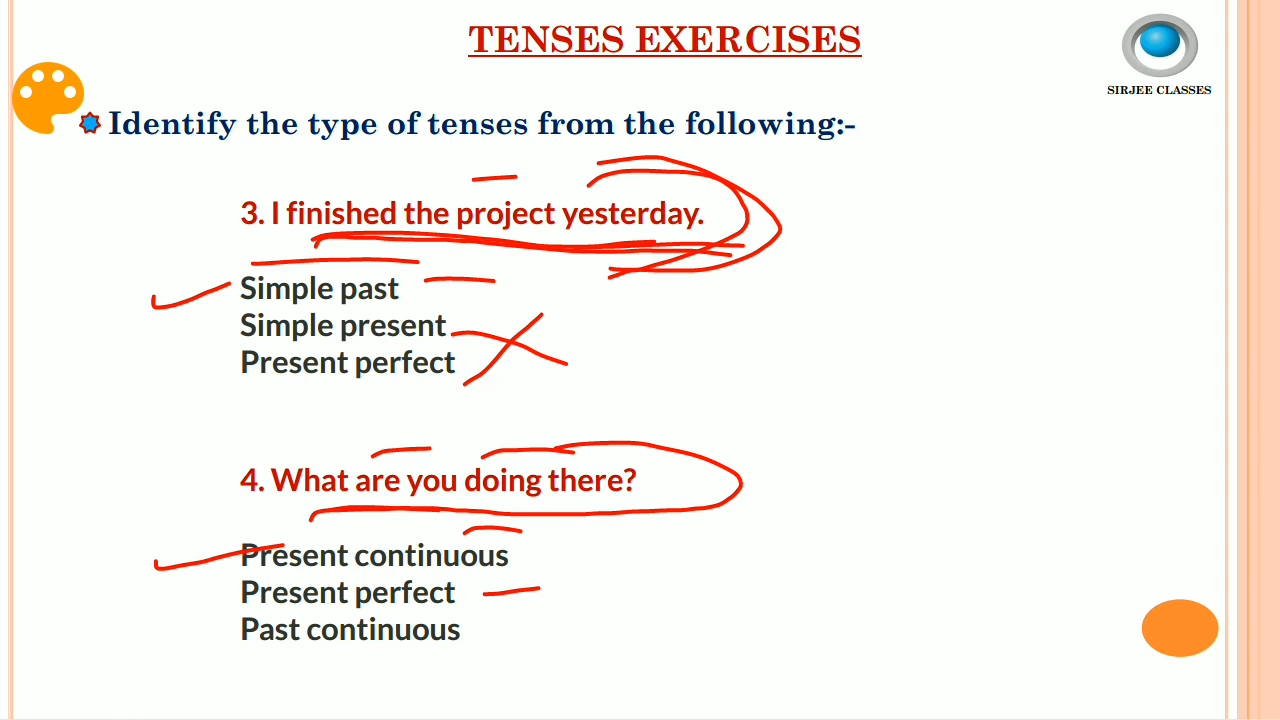 TENSES EXERCISES
SIRJEE CLASSES
Identify the type of tenses from the following:-
3. I finished the project yesterday.
Simple past
Simple present
Present perfect
4. What are you doing there?
Present continuous
Present perfect
Past continuous